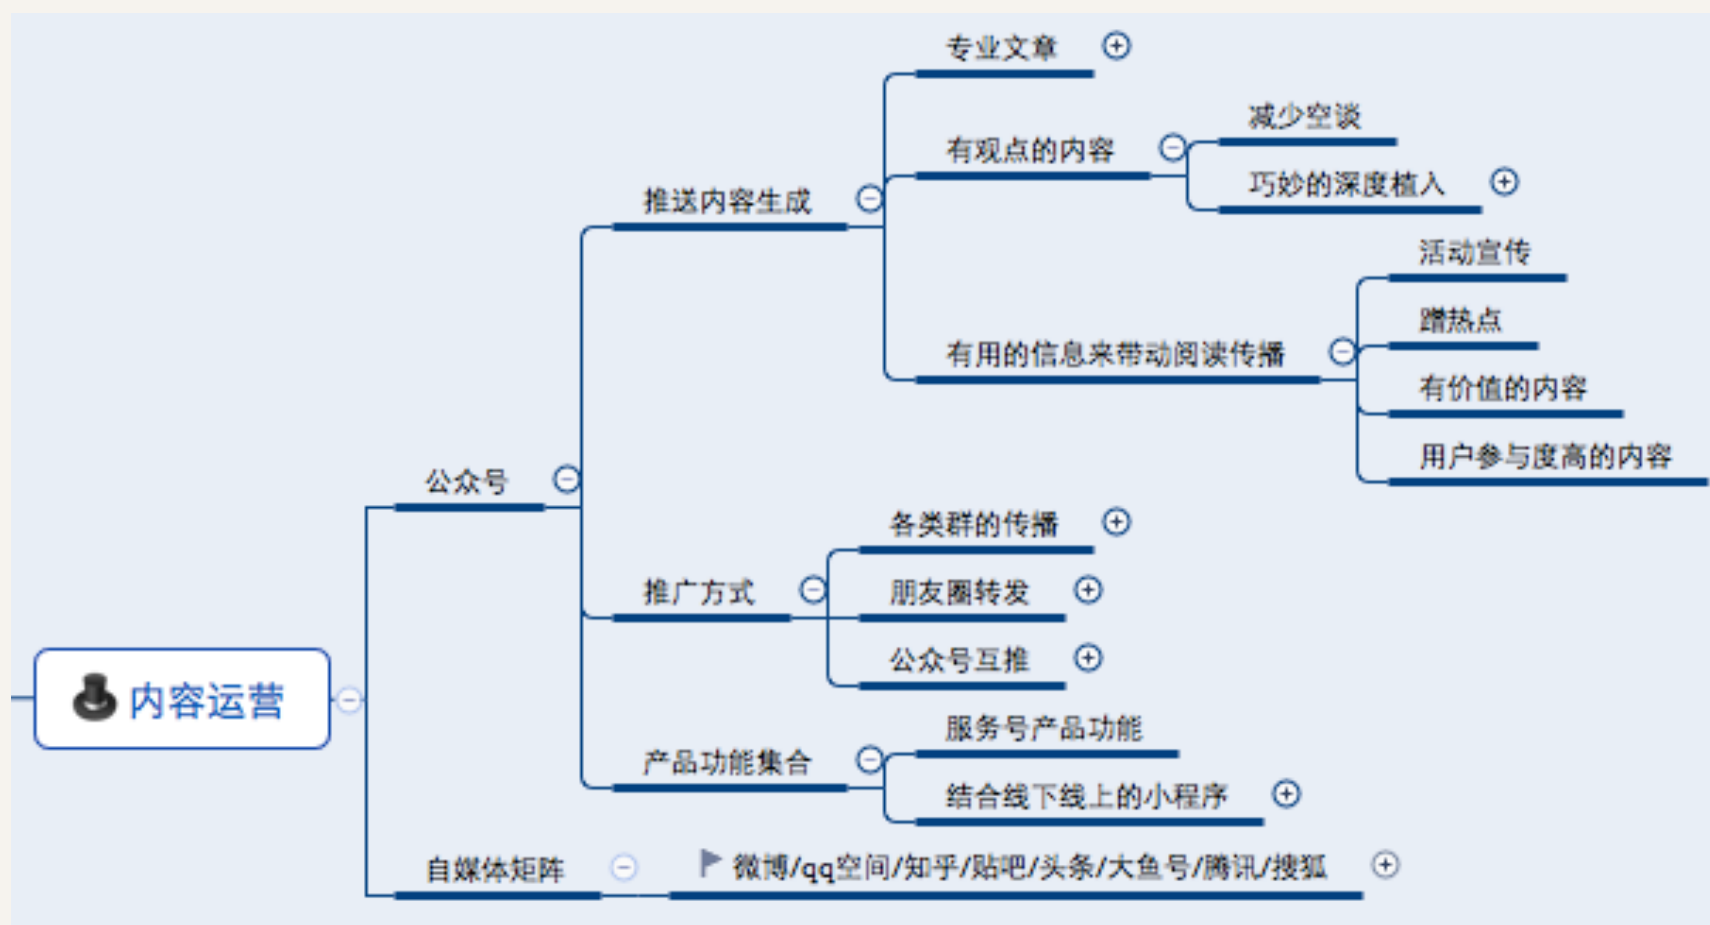 专业文章
减少空谈
有观点的内容
巧妙的深度植入
推送内容生成
活动宣传
蹭热点
有用的信息来带动阅读传播
有价值的内容
用户参与度高的内容
公众号
各类群的传播
推广方式
朋友圈转发
公众号互推
内容运营
服务号产品功能
产品功能集合
结合线下线上的小程序
自媒体矩阵
微博/qq空间/知乎/贴吧/头条/大鱼号/腾讯/搜狐